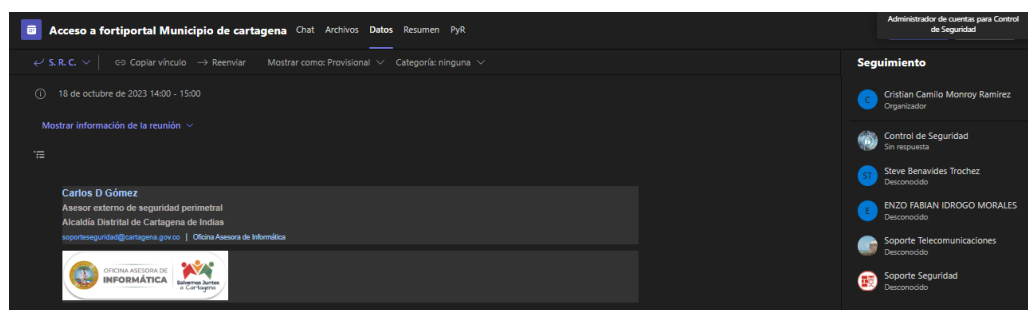 Acceso a fortiportal Municipio de cartagena Chat Archivos Datos Resumen PyR
Administrador de cuentas para Control
de Seguridad
S. R. C. Copiar vínculo Reenviar Mostrar como: Provisional Categoría: ninguna
18 de octubre de 2023 14:00 - 15:00
Mostrar información de la reunión
Carlos D Gómez
Asesor externo de seguridad perimetral
Alcaldía Distrital de Cartagena de Indias
soporteseguridad@cartagena.gov.co | Oficina Asesora de Informática
OFICINA ASESORA DE
INFORMÁTICA
Salvemos Juntos
a Cartagena
Seguimiento
C
Cristian Camilo Monroy Ramirez
Organizador
Control de Seguridad
Sin respuesta
ST
Steve Benavides Trochez
Desconocido
E
ENZO FABIAN IDROGO MORALES
Desconocido
Soporte Telecomunicaciones
Desconocido
Soporte Seguridad
Desconocido